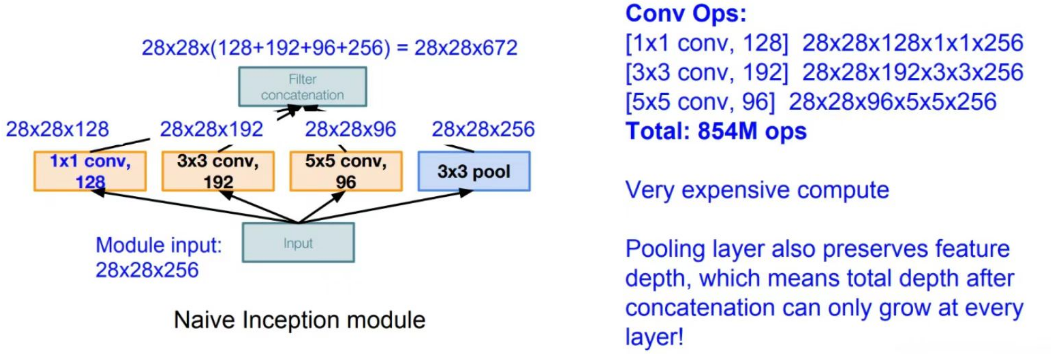 28x28x(128+192+96+256) = 28x28x672
Filter
concatenation
28x28x128
28x28x192
28x28x96
28x28x256
1x1 conv,
128
3x3 conv,
192
5x5 conv,
96
3x3 pool
Module input:
28x28x256
Input
Naive Inception module
Conv Ops:
[1x1 conv, 128] 28x28x128x1x1x256
[3x3 conv, 192] 28x28x192x3x3x256
[5x5 conv, 96] 28x28x96x5x5x256
Total: 854M ops
Very expensive compute
Pooling layer also preserves feature
depth, which means total depth after
concatenation can only grow at every
layer!